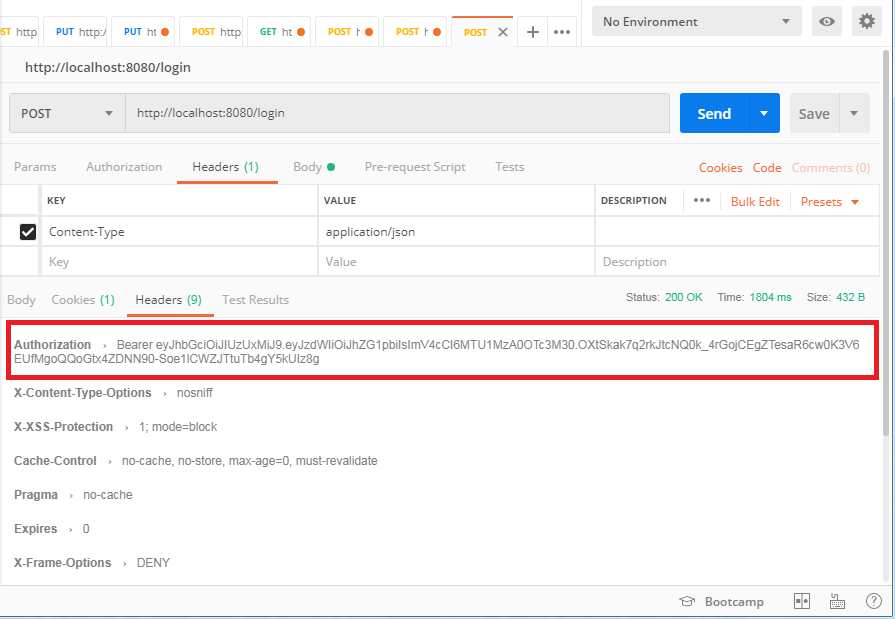 ST http PUT http:/ PUT ht POST http GET ht POST h POST h POST No Environment
http://localhost:8080/login
POST http://localhost:8080/login Send Save
Params Authorization Headers (1) Body Pre-request Script Tests Cookies Code Comments (0)
KEY VALUE DESCRIPTION ••• Bulk Edit Presets
Content-Type application/json
Key Value Description
Body Cookies (1) Headers (9) Test Results Status: 200 OK Time: 1804 ms Size: 432 B
Authorization › Bearer eyJhbGciOiJIUzUxMiJ9.eyJzdWIiOiJhZG1pbiIsImV4cCI6MTU1MzA0OTc3M30.OXtSkak7q2rkJtcNQ0k_4rGojCEgZTesaR6cw0K3V6
EUfMgoQQoGtx4ZDNN90-Soe1ICWZJTtuTb4gY5kUIz8g
X-Content-Type-Options › nosniff
X-XSS-Protection › 1; mode=block
Cache-Control › no-cache, no-store, max-age=0, must-revalidate
Pragma › no-cache
Expires › 0
X-Frame-Options › DENY
Bootcamp